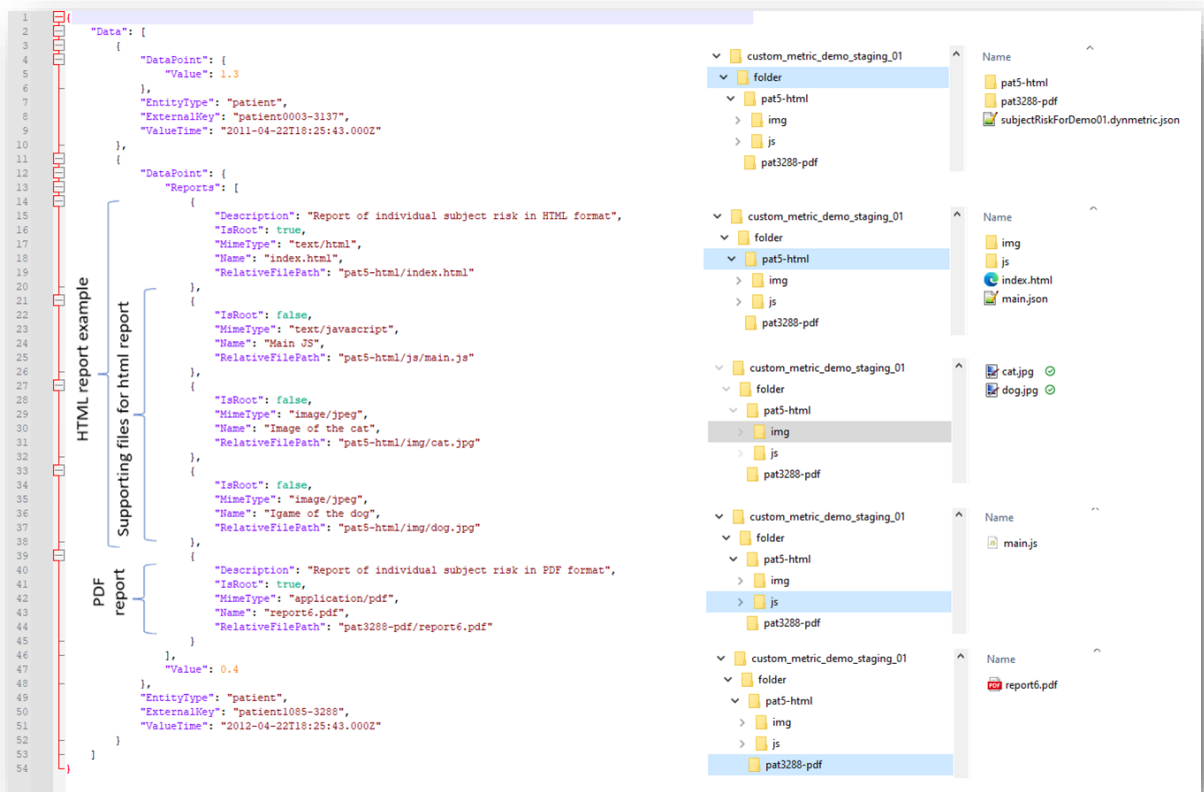 1 {
2 "Data": [
3 {
4 "DataPoint": {
5 "Value": 1.3
6 },
7 "EntityType": "patient",
8 "ExternalKey": "patient0003-3137",
9 "ValueTime": "2011-04-22T18:25:43.000Z"
10 },
11 {
12 "DataPoint": {
13 "Reports": [
14 {
15 "Description": "Report of individual subject risk in HTML format",
16 "IsRoot": true,
17 "MimeType": "text/html",
18 "Name": "index.html",
19 "RelativeFilePath": "pat5-html/index.html"
20 },
21 {
22 "IsRoot": false,
23 "MimeType": "text/javascript",
24 "Name": "Main JS",
25 "RelativeFilePath": "pat5-html/js/main.js"
26 },
27 {
28 "IsRoot": false,
29 "MimeType": "image/jpeg",
30 "Name": "Image of the cat",
31 "RelativeFilePath": "pat5-html/img/cat.jpg"
32 },
33 {
34 "IsRoot": false,
35 "MimeType": "image/jpeg",
36 "Name": "Igame of the dog",
37 "RelativeFilePath": "pat5-html/img/dog.jpg"
38 },
39 {
40 "Description": "Report of individual subject risk in PDF format",
41 "IsRoot": true,
42 "MimeType": "application/pdf",
43 "Name": "report6.pdf",
44 "RelativeFilePath": "pat3288-pdf/report6.pdf"
45 }
46 ],
47 "Value": 0.4
48 },
49 "EntityType": "patient",
50 "ExternalKey": "patient1085-3288",
51 "ValueTime": "2012-04-22T18:25:43.000Z"
52 }
53 ]
54 }
HTML report example
Supporting files for html report
PDF
report
custom_metric_demo_staging_01
folder
pat5-html
img
js
pat3288-pdf
Name
pat5-html
pat3288-pdf
subjectRiskForDemo01.dynmetric.json
custom_metric_demo_staging_01
folder
pat5-html
img
js
pat3288-pdf
Name
img
js
index.html
main.json
custom_metric_demo_staging_01
folder
pat5-html
img
js
pat3288-pdf
cat.jpg
dog.jpg
custom_metric_demo_staging_01
folder
pat5-html
img
js
pat3288-pdf
Name
main.js
custom_metric_demo_staging_01
folder
pat5-html
img
js
pat3288-pdf
Name
PDF report6.pdf